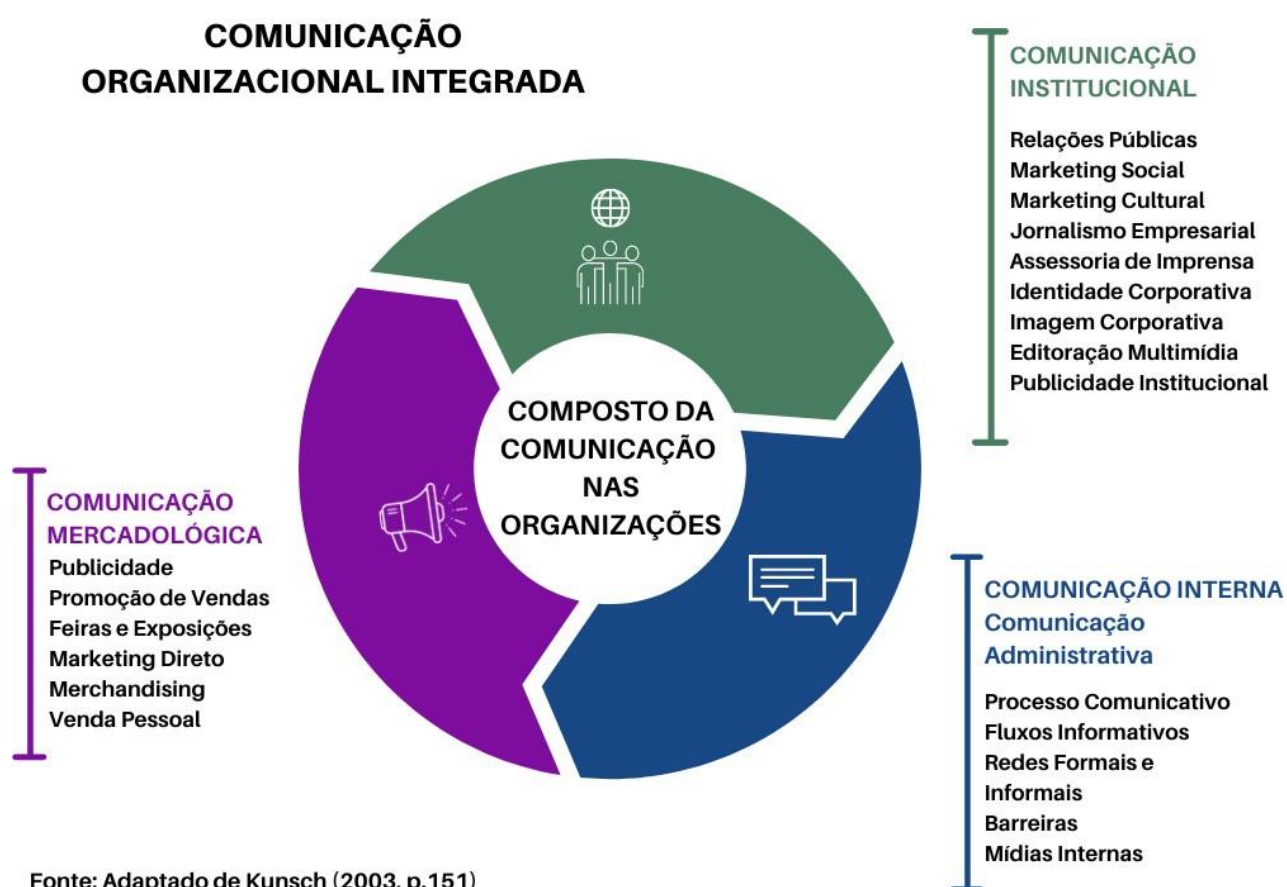 COMUNICAÇÃO
ORGANIZACIONAL INTEGRADA
COMUNICAÇÃO
INSTITUCIONAL
Relações Públicas
Marketing Social
Marketing Cultural
Jornalismo Empresarial
Assessoria de Imprensa
Identidade Corporativa
Imagem Corporativa
Editoração Multimídia
Publicidade Institucional
COMPOSTO DA
COMUNICAÇÃO
NAS
ORGANIZAÇÕES
COMUNICAÇÃO
MERCADOLÓGICA
Publicidade
Promoção de Vendas
Feiras e Exposições
Marketing Direto
Merchandising
Venda Pessoal
COMUNICAÇÃO INTERNA
Comunicação
Administrativa
Processo Comunicativo
Fluxos Informativos
Redes Formais e
Informais
Barreiras
Mídias Internas
Fonte: Adaptado de Kunsch (2003, p.151)